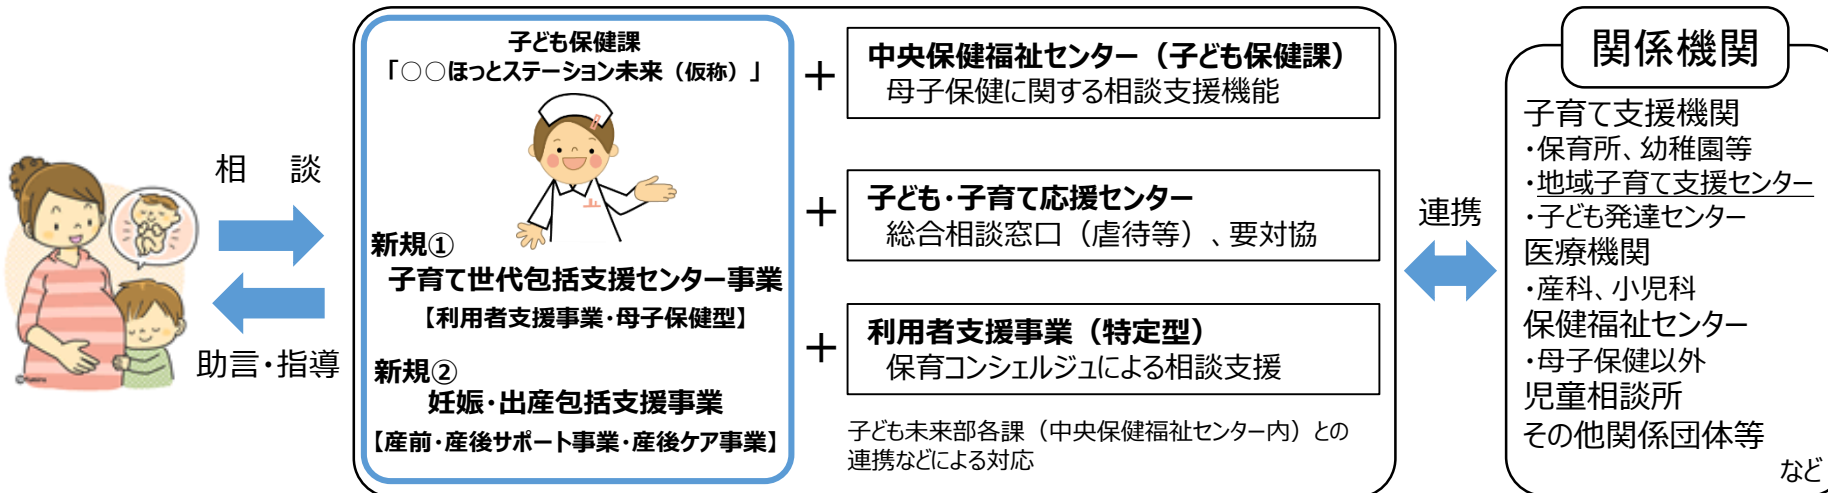 相　談
助言・指導
子ども保健課
「○○ほっとステーション未来（仮称）」
新規①
子育て世代包括支援センター事業
【利用者支援事業・母子保健型】
新規②
妊娠・出産包括支援事業
【産前・産後サポート事業・産後ケア事業】
＋
中央保健福祉センター（子ども保健課）
母子保健に関する相談支援機能
＋
子ども・子育て応援センター
総合相談窓口（虐待等）、要対協
＋
利用者支援事業（特定型）
保育コンシェルジュによる相談支援
子ども未来部各課（中央保健福祉センター内）との
連携などによる対応
連携
関係機関
子育て支援機関
・保育所、幼稚園等
・地域子育て支援センター
・子ども発達センター
医療機関
・産科、小児科
保健福祉センター
・母子保健以外
児童相談所
その他関係団体等
など